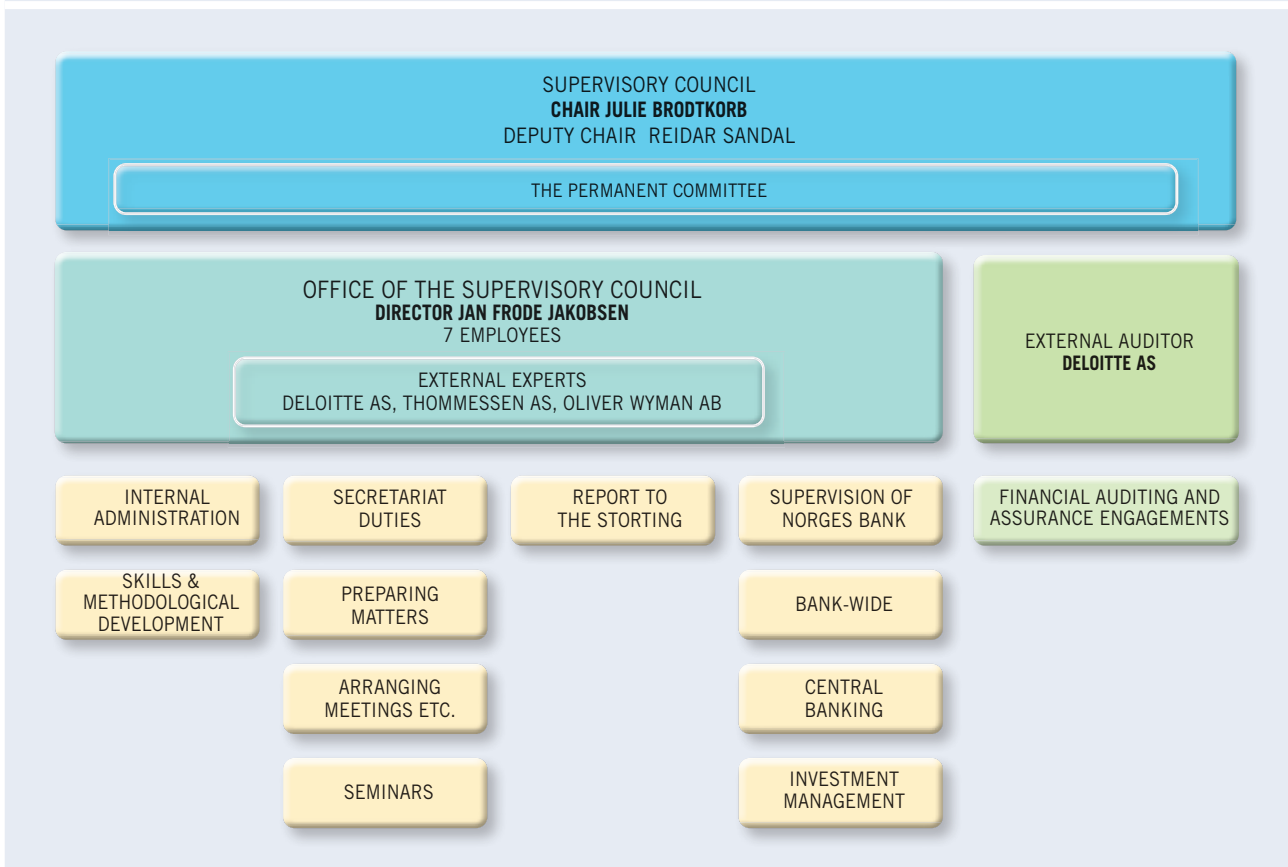 SUPERVISORY COUNCIL
CHAIR JULIE BRODTKORB
DEPUTY CHAIR REIDAR SANDAL
THE PERMANENT COMMITTEE
OFFICE OF THE SUPERVISORY COUNCIL
DIRECTOR JAN FRODE JAKOBSEN
7 EMPLOYEES
EXTERNAL EXPERTS
DELOITTE AS, THOMMESSEN AS, OLIVER WYMAN AB
EXTERNAL AUDITOR
DELOITTE AS
INTERNAL
ADMINISTRATION
SECRETARIAT
DUTIES
REPORT TO
THE STORTING
SUPERVISION OF
NORGES BANK
FINANCIAL AUDITING AND
ASSURANCE ENGAGEMENTS
SKILLS &
METHODOLOGICAL
DEVELOPMENT
PREPARING
MATTERS
BANK-WIDE
ARRANGING
MEETINGS ETC.
CENTRAL
BANKING
SEMINARS
INVESTMENT
MANAGEMENT